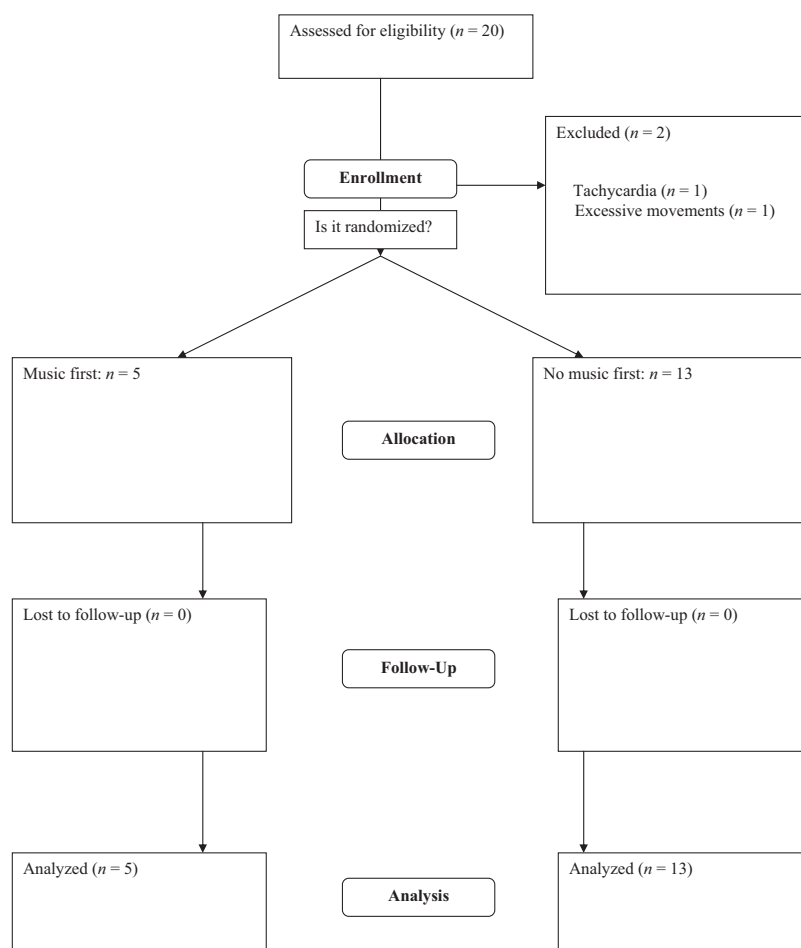 Assessed for eligibility (n = 20)
Excluded (n = 2)
Tachycardia (n = 1)
Excessive movements (n = 1)
Enrollment
Is it randomized?
Music first: n = 5
No music first: n = 13
Allocation
Lost to follow-up (n = 0)
Lost to follow-up (n = 0)
Follow-Up
Analyzed (n = 5)
Analyzed (n = 13)
Analysis